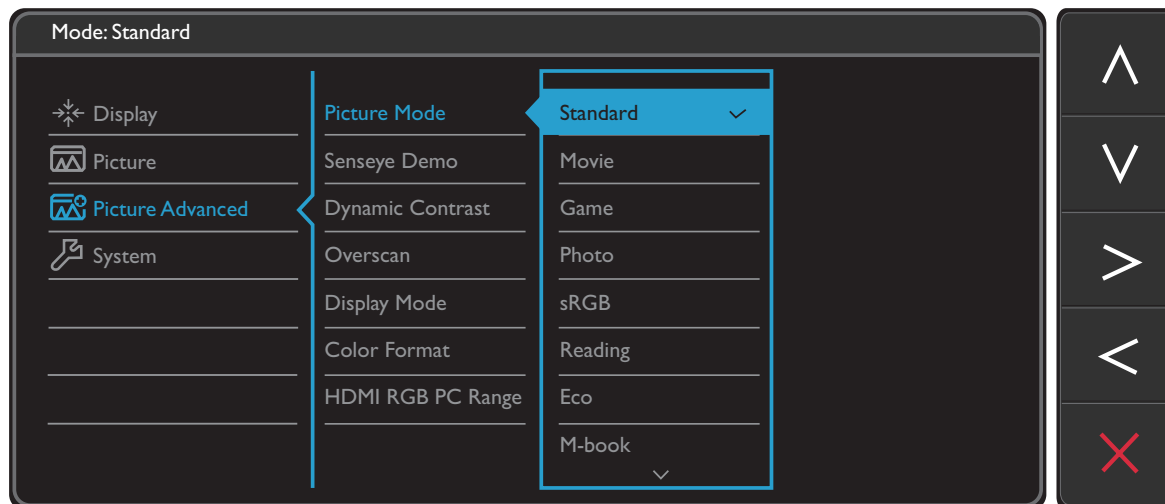 Mode: Standard
Display
Picture
Picture Advanced
System
Picture Mode
Senseye Demo
Dynamic Contrast
Overscan
Display Mode
Color Format
HDMI RGB PC Range
Standard
Movie
Game
Photo
sRGB
Reading
Eco
M-book